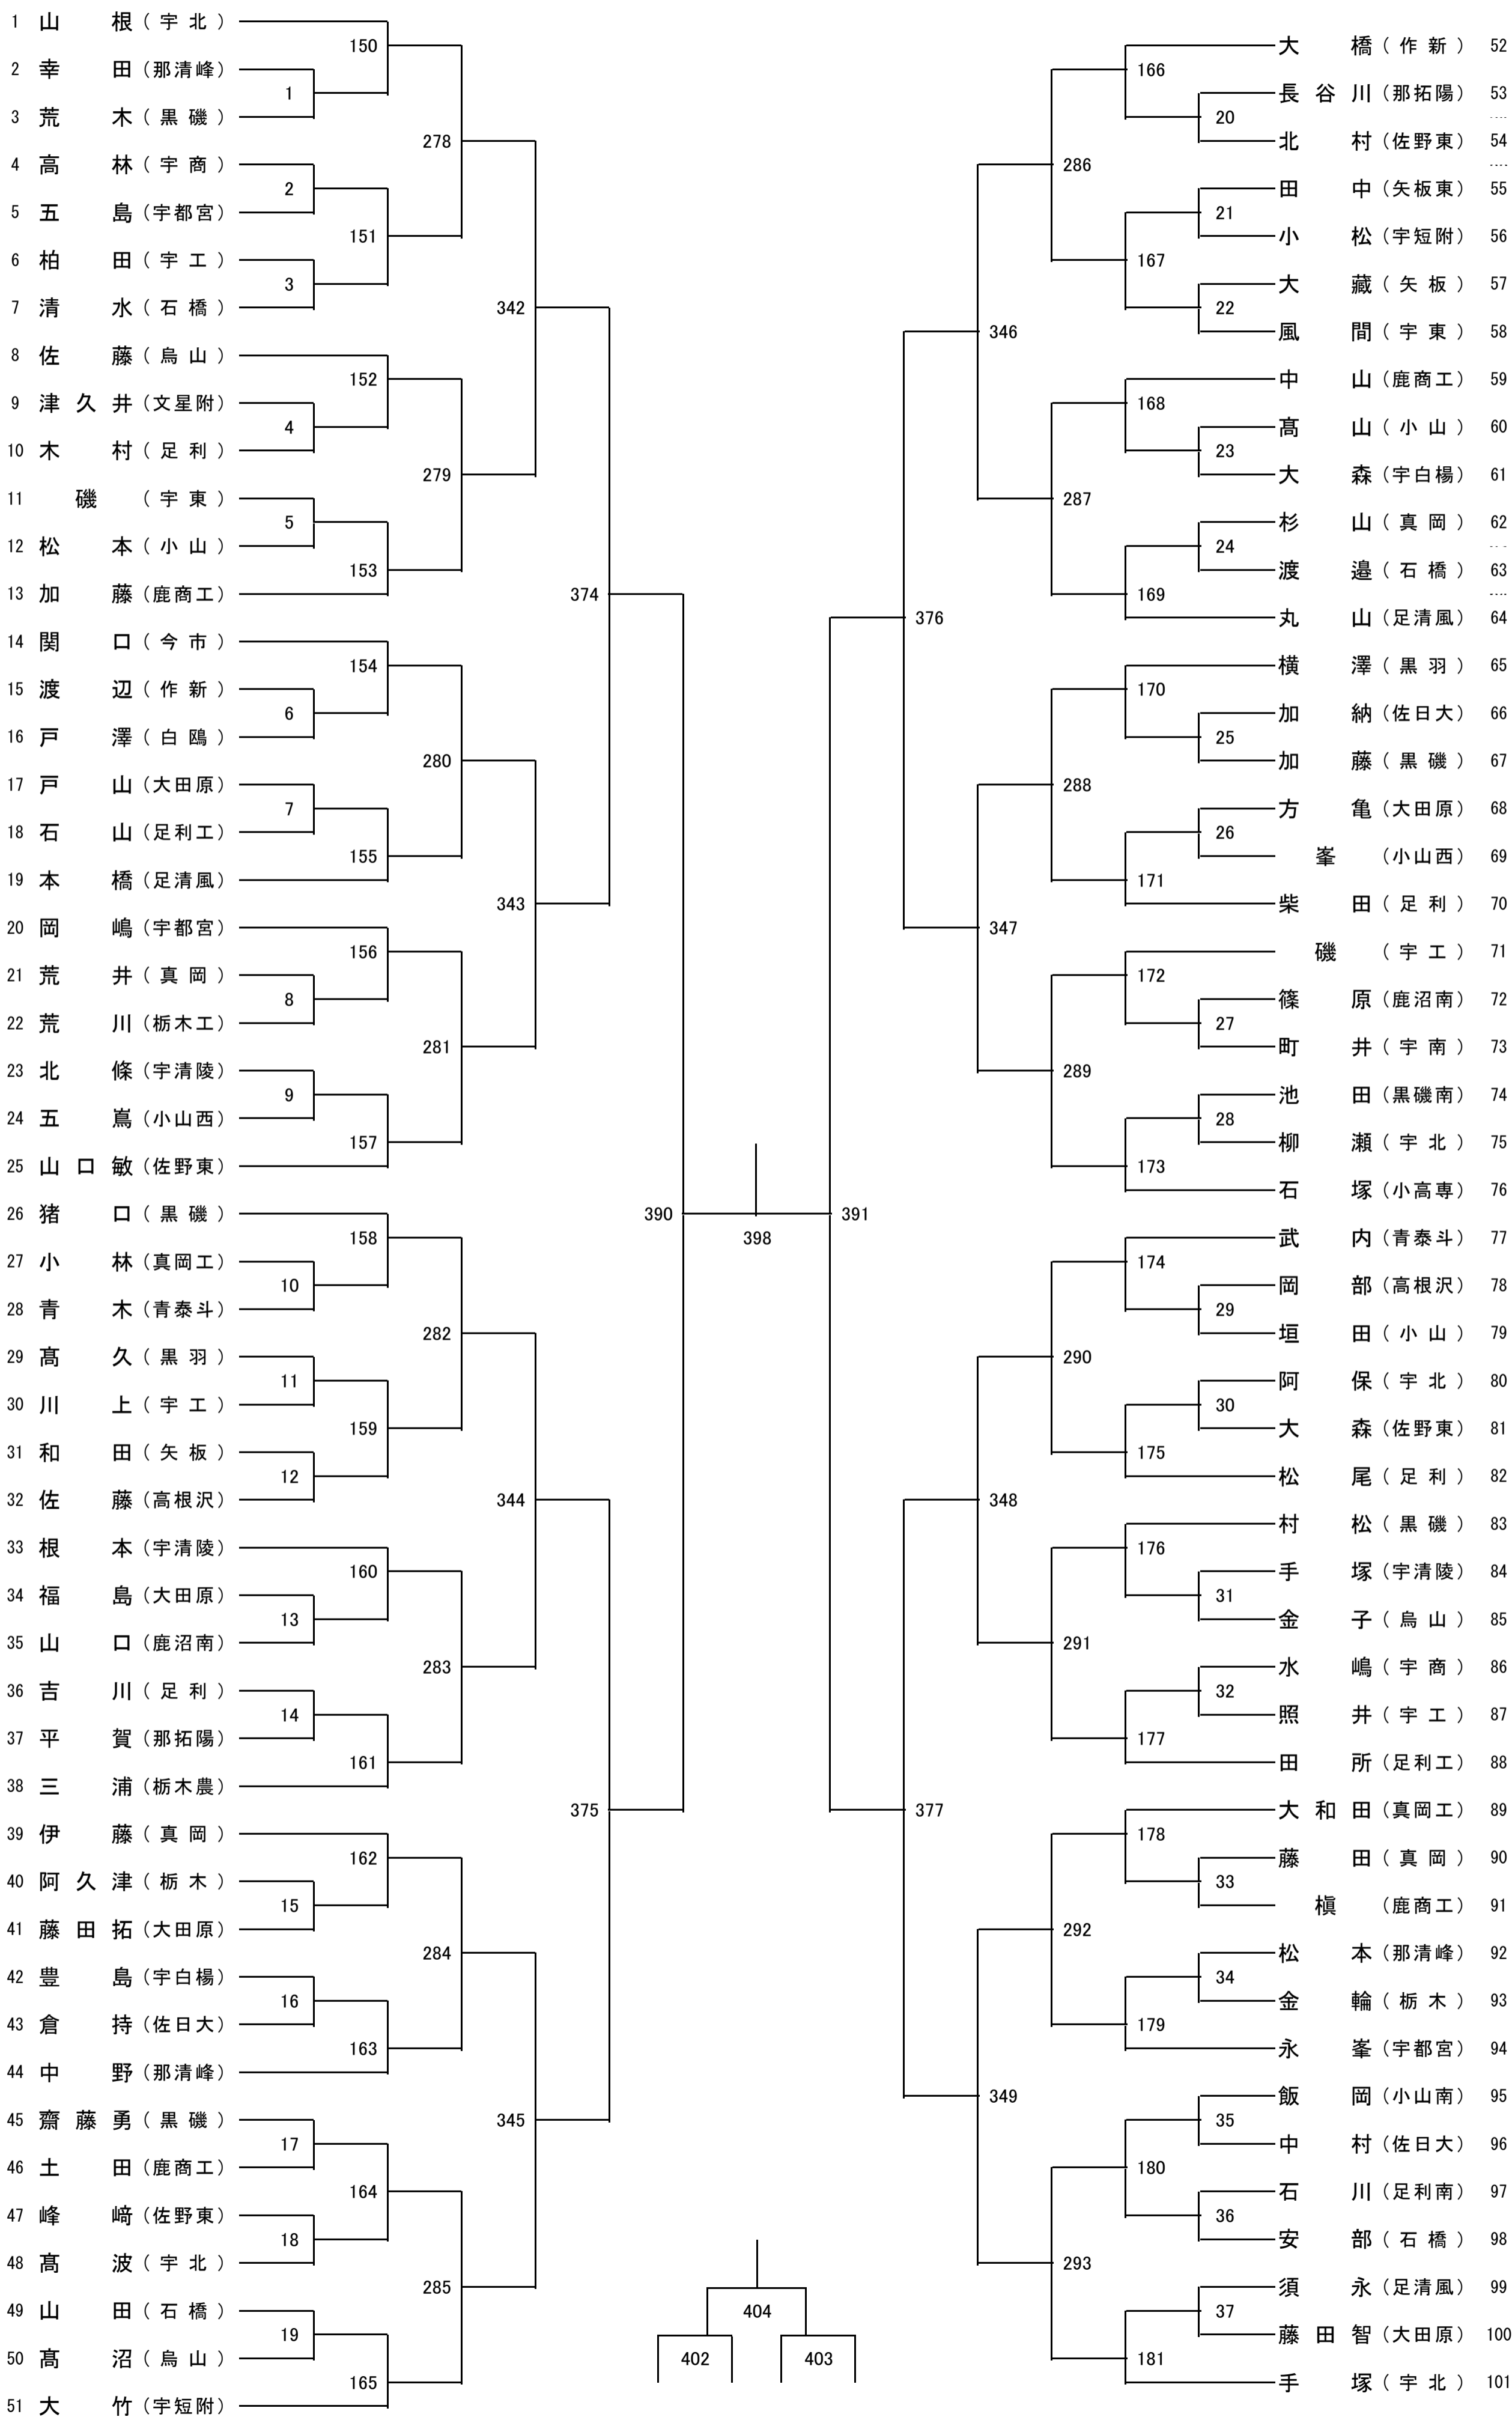 1 山根（宇北）
2 幸田（那清峰）
3 荒木（黒磯）
4 高林（宇商）
5 五島（宇都宮）
6 柏田（宇工）
7 清水（石橋）
8 佐藤（烏山）
9 津久井（文星附）
10 木村（足利）
11 磯（宇東）
12 松本（小山）
13 加藤（鹿商工）
14 関口（今市）
15 渡辺（作新）
16 戸澤（白鴎）
17 戸山（大田原）
18 石山（足利工）
19 本橋（足清風）
20 岡嶋（宇都宮）
21 荒井（真岡）
22 荒川（栃木工）
23 北條（宇清陵）
24 五嶌（小山西）
25 山口敏（佐野東）
26 猪口（黒磯）
27 小林（真岡工）
28 青木（青泰斗）
29 髙久（黒羽）
30 川上（宇工）
31 和田（矢板）
32 佐藤（高根沢）
33 根本（宇清陵）
34 福島（大田原）
35 山口（鹿沼南）
36 吉川（足利）
37 平賀（那拓陽）
38 三浦（栃木農）
39 伊藤（真岡）
40 阿久津（栃木）
41 藤田拓（大田原）
42 豊島（宇白楊）
43 倉持（佐日大）
44 中野（那清峰）
45 齋藤勇（黒磯）
46 土田（鹿商工）
47 峰﨑（佐野東）
48 髙波（宇北）
49 山田（石橋）
50 髙沼（烏山）
51 大竹（宇短附）
1
2
3
4
5
6
7
8
9
10
11
12
13
14
15
16
17
18
19
150
151
152
153
154
155
156
157
158
159
160
161
162
163
164
165
278
279
280
281
282
283
284
285
342
343
344
345
374
375
390
398
391
402
404
403
376
377
346
347
348
349
286
287
288
289
290
291
292
293
166
167
168
169
170
171
172
173
174
175
176
177
178
179
180
181
20
21
22
23
24
25
26
27
28
29
30
31
32
33
34
35
36
37
大橋（作新） 52
長谷川（那拓陽） 53
北村（佐野東） 54
田中（矢板東） 55
小松（宇短附） 56
大藏（矢板） 57
風間（宇東） 58
中山（鹿商工） 59
髙山（小山） 60
大森（宇白楊） 61
杉山（真岡） 62
渡邉（石橋） 63
丸山（足清風） 64
横澤（黒羽） 65
加納（佐日大） 66
加藤（黒磯） 67
方亀（大田原） 68
峯（小山西） 69
柴田（足利） 70
磯（宇工） 71
篠原（鹿沼南） 72
町井（宇南） 73
池田（黒磯南） 74
柳瀬（宇北） 75
石塚（小高専） 76
武内（青泰斗） 77
岡部（高根沢） 78
垣田（小山） 79
阿保（宇北） 80
大森（佐野東） 81
松尾（足利） 82
村松（黒磯） 83
手塚（宇清陵） 84
金子（烏山） 85
水嶋（宇商） 86
照井（宇工） 87
田所（足利工） 88
大和田（真岡工） 89
藤田（真岡） 90
槇（鹿商工） 91
松本（那清峰） 92
金輪（栃木） 93
永峯（宇都宮） 94
飯岡（小山南） 95
中村（佐日大） 96
石川（足利南） 97
安部（石橋） 98
須永（足清風） 99
藤田智（大田原） 100
手塚（宇北） 101